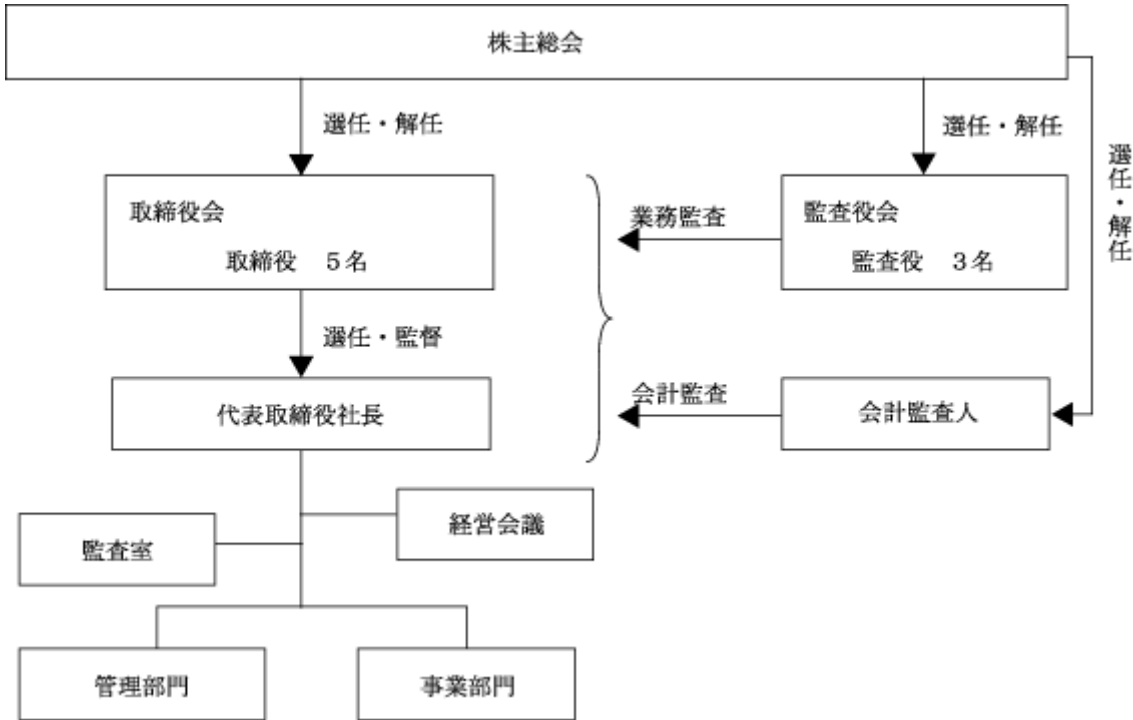 株主総会
選任・解任
選任・解任
選任・解任
取締役会
取締役　５名
業務監査
監査役会
監査役　３名
選任・監督
代表取締役社長
会計監査
会計監査人
経営会議
監査室
管理部門
事業部門